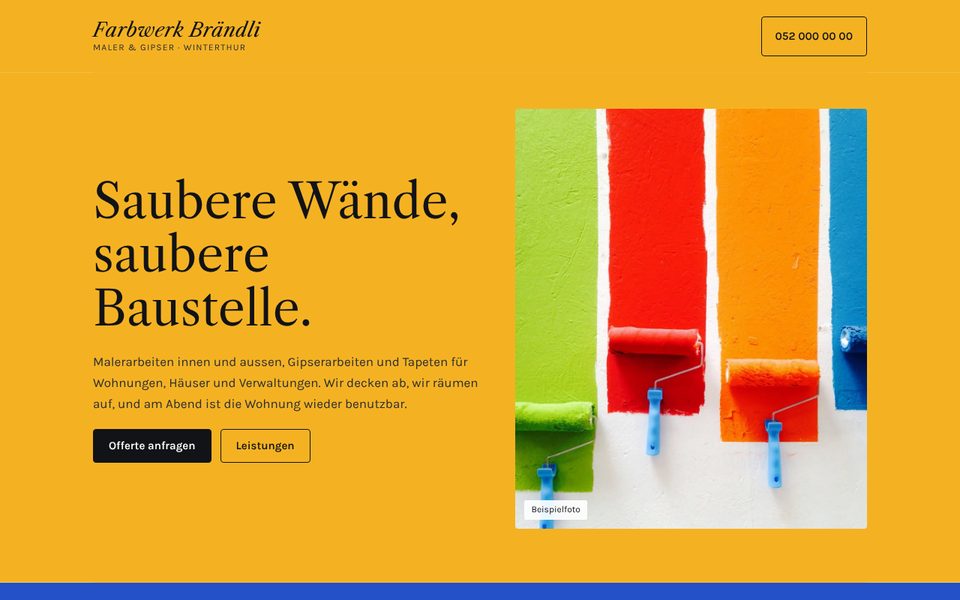 Farbwerk Brändli
MALER & GIPSER · WINTERTHUR
052 000 00 00
Saubere Wände,
saubere
Baustelle.
Malerarbeiten innen und aussen, Gipserarbeiten und Tapeten für
Wohnungen, Häuser und Verwaltungen. Wir decken ab, wir räumen
auf, und am Abend ist die Wohnung wieder benutzbar.
Offerte anfragen
Leistungen
Beispielfoto